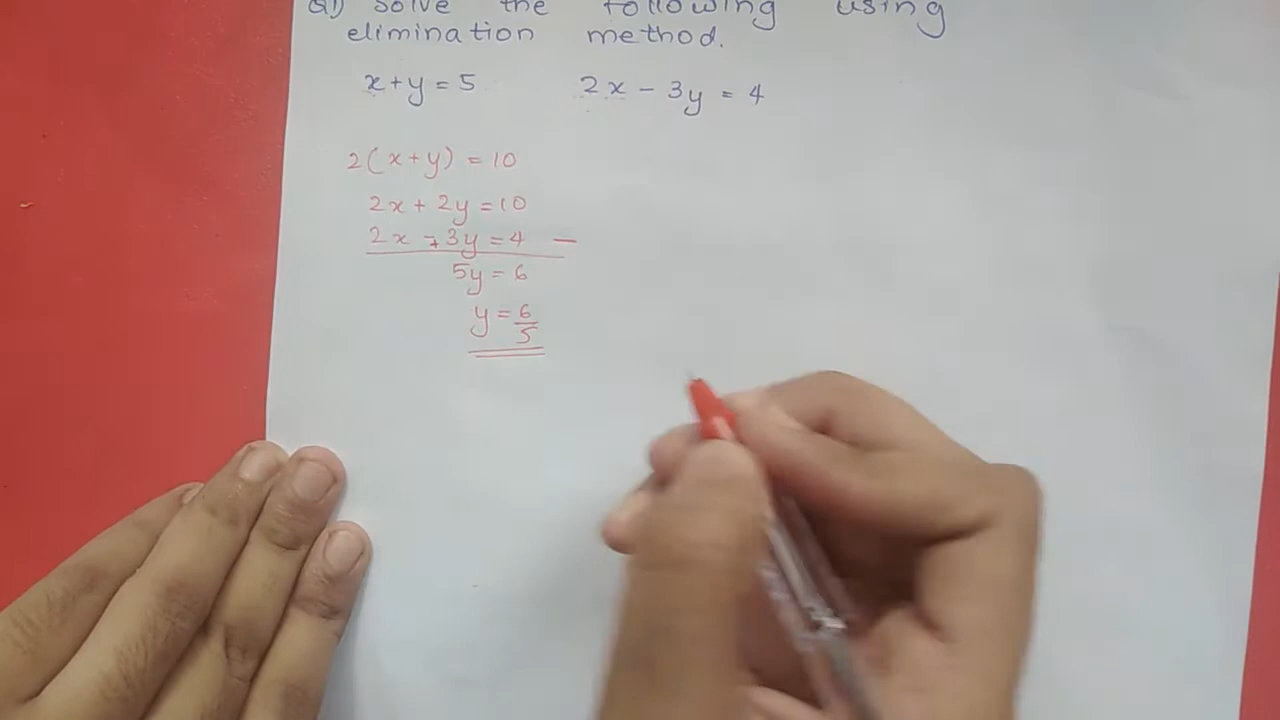 Q1) Solve the following using
elimination method.
x+y=5 2x-3y=4
2(x+y)=10
2x+2y=10
2x-3y=4 -
5y=6
y=6/5